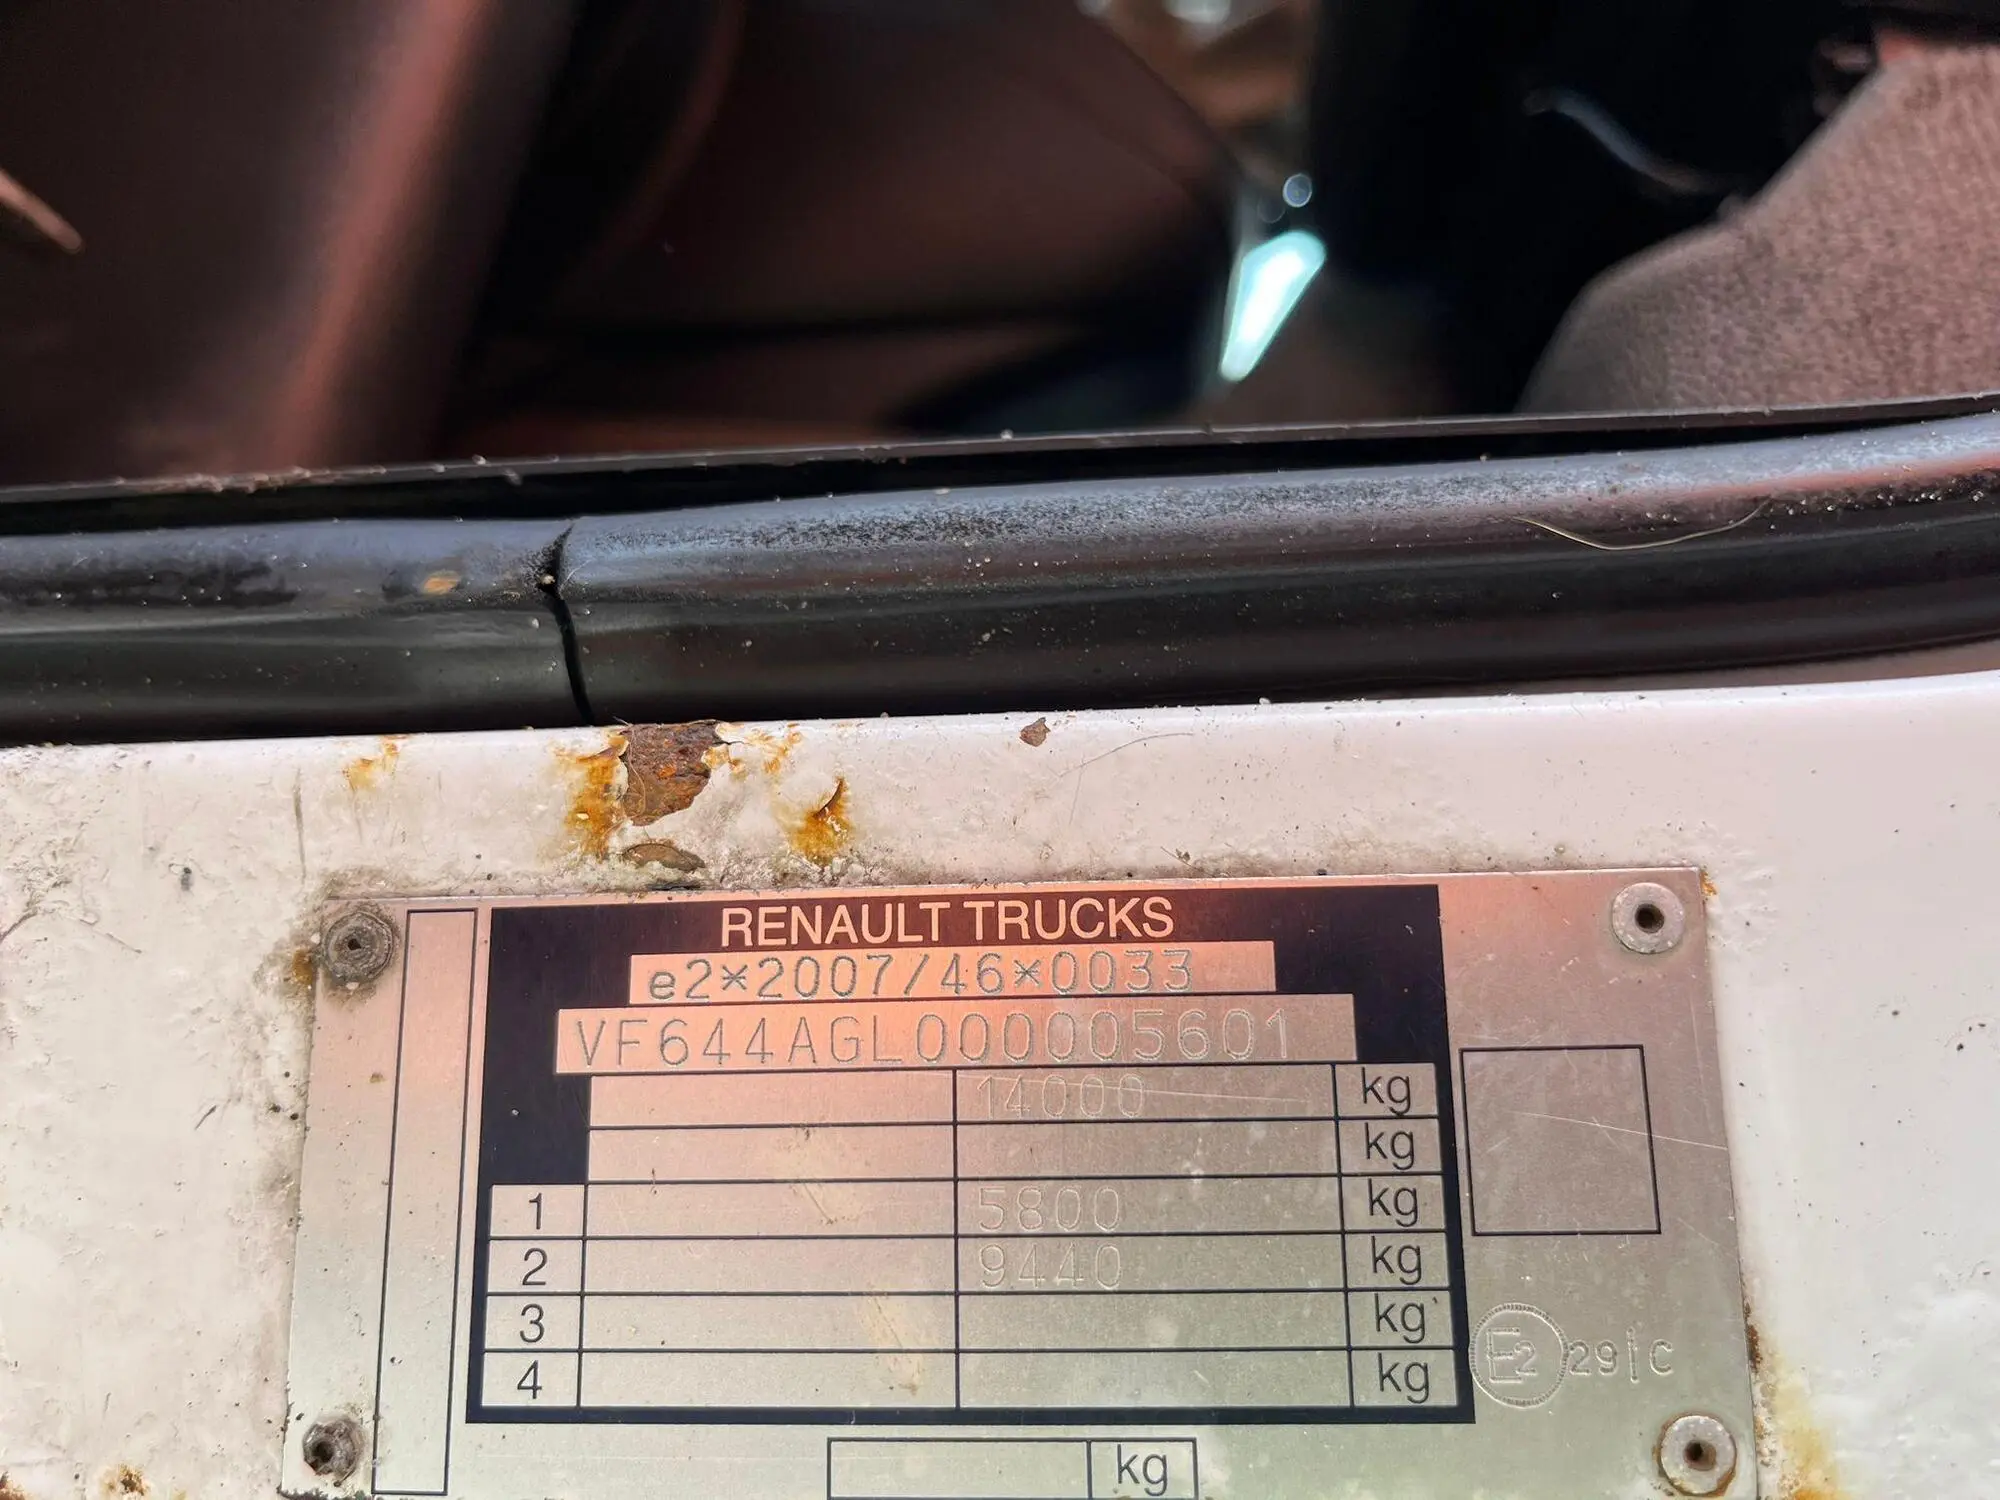 RENAULT TRUCKS
e2*2007/46*0033
VF644AGL000005601
14000 kg
kg
1 5800 kg
2 9440 kg
3 kg
4 kg
E2 29IC
kg